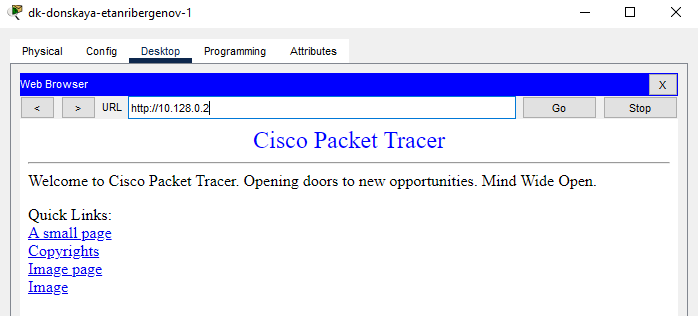 dk-donskaya-etanribergenov-1
Physical Config Desktop Programming Attributes
Web Browser X
< > URL http://10.128.0.2 Go Stop
Cisco Packet Tracer
Welcome to Cisco Packet Tracer. Opening doors to new opportunities. Mind Wide Open.
Quick Links:
A small page
Copyrights
Image page
Image